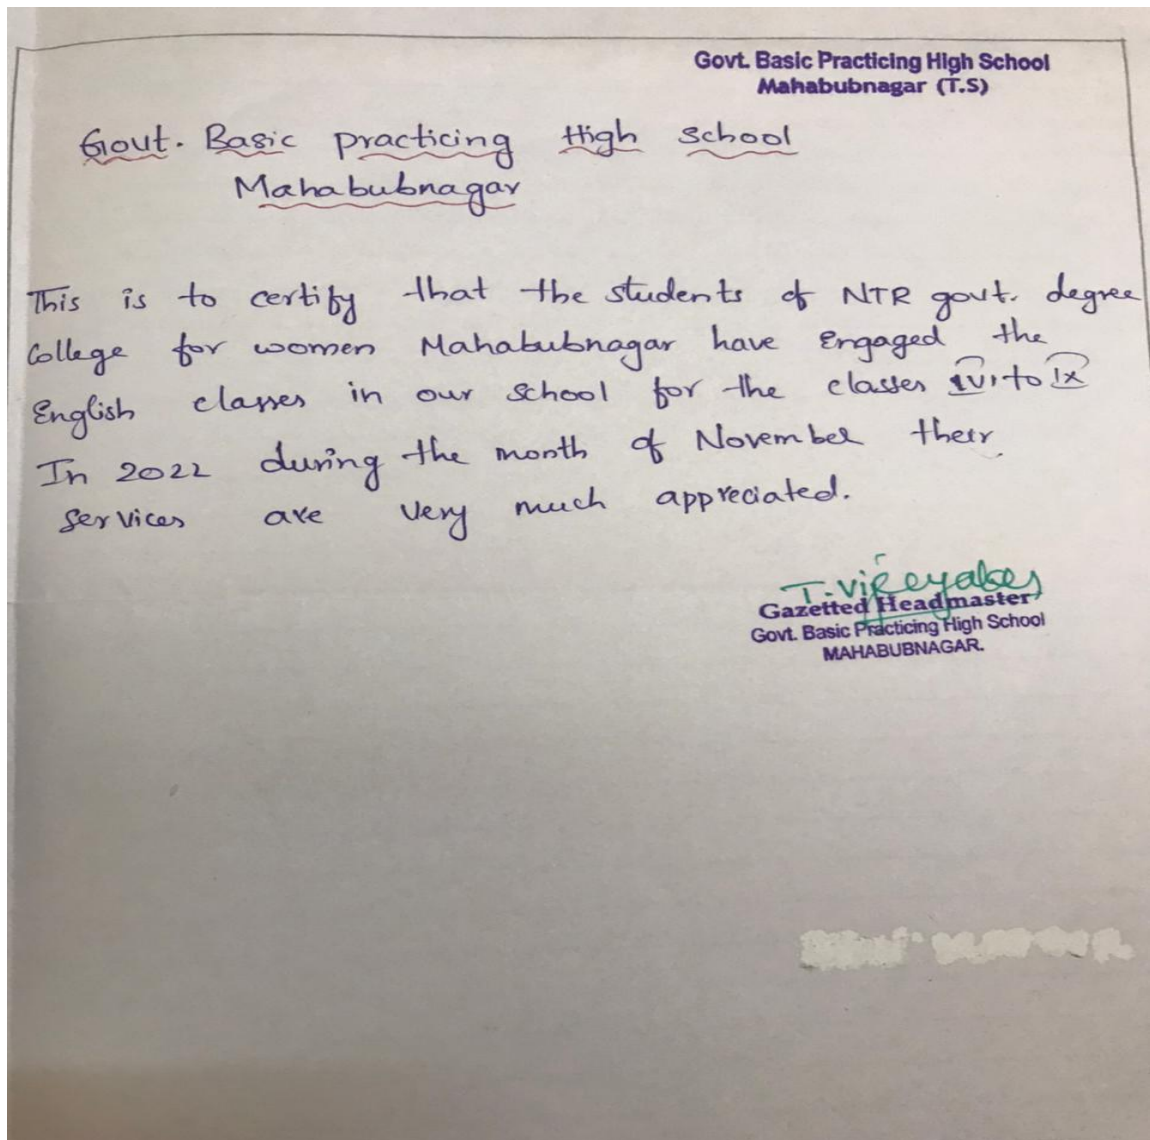 Govt. Basic Practicing High School
Mahabubnagar (T.S)
Govt. Basic practicing High School
Mahabubnagar
This is to certify that the students of NTR govt. degree
College for women Mahabubnagar have Engaged the
English classes in our School for the classes VI to IX
In 2022 during the month of November their
services are very much appreciated.
Gazetted Headmaster
Govt. Basic Practicing High School
MAHABUBNAGAR.